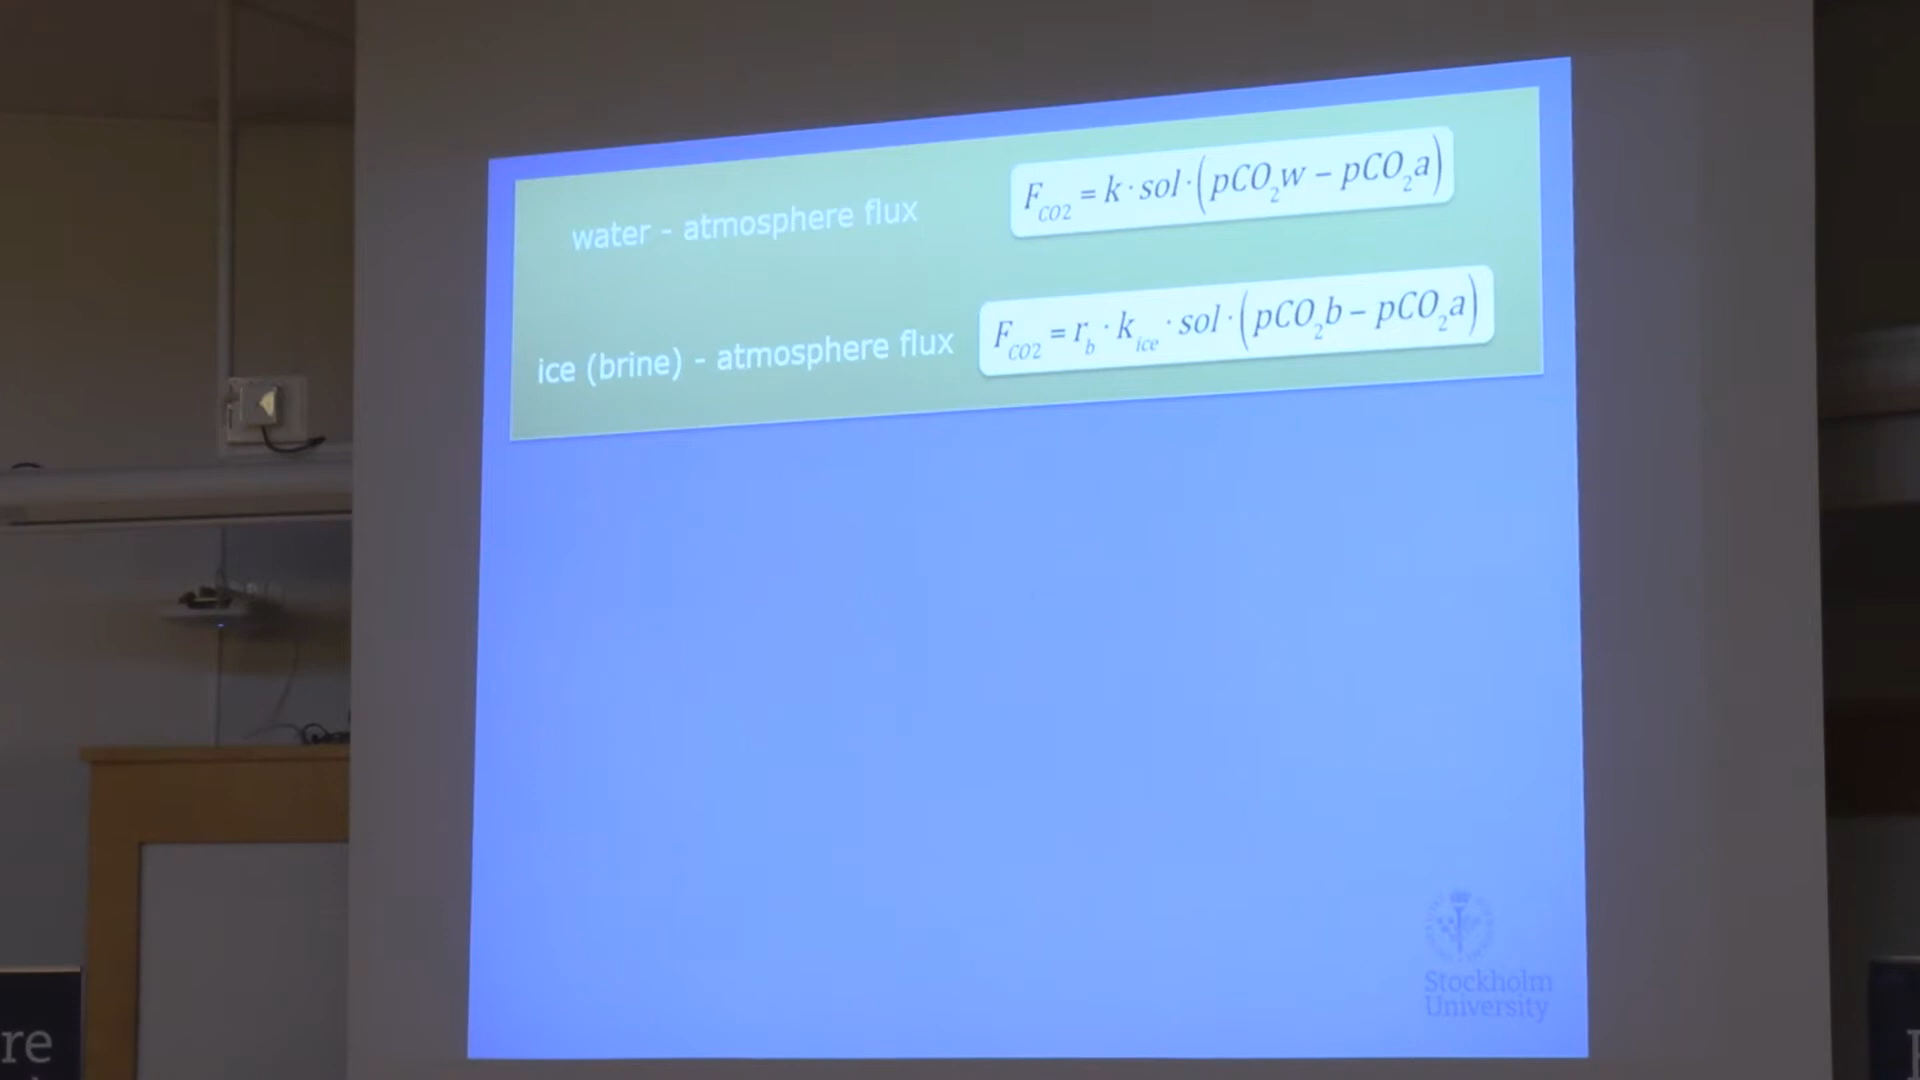 water - atmosphere flux
F_CO2 = k · sol · (pCO₂w − pCO₂a)
ice (brine) - atmosphere flux
F_CO2 = r_b · k_ice · sol · (pCO₂b − pCO₂a)
Stockholm
University
re